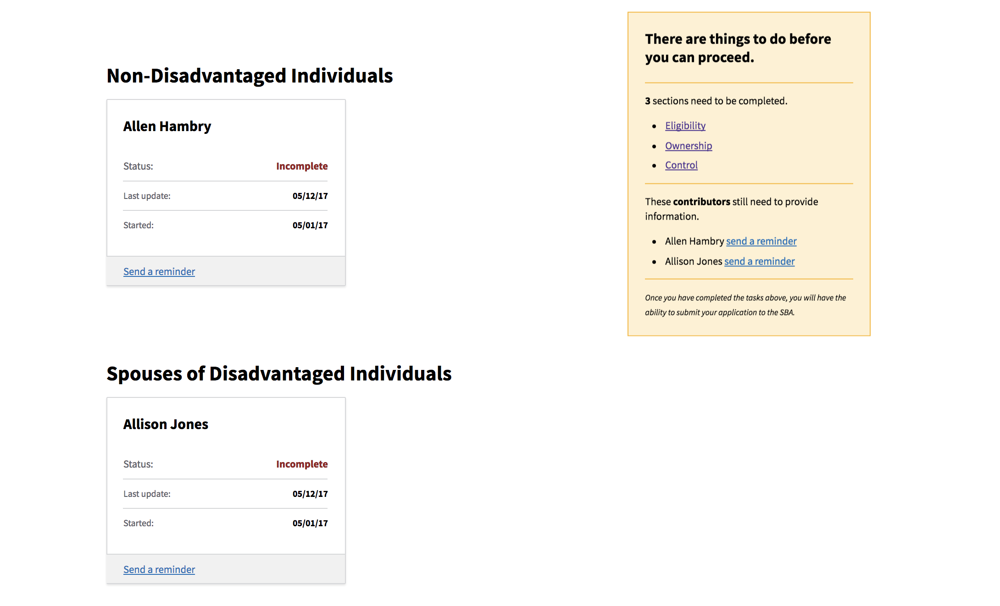 Non-Disadvantaged Individuals
Allen Hambry
Status: Incomplete
Last update: 05/12/17
Started: 05/01/17
Send a reminder
Spouses of Disadvantaged Individuals
Allison Jones
Status: Incomplete
Last update: 05/12/17
Started: 05/01/17
Send a reminder
There are things to do before
you can proceed.
3 sections need to be completed.
• Eligibility
• Ownership
• Control
These contributors still need to provide
information.
• Allen Hambry send a reminder
• Allison Jones send a reminder
Once you have completed the tasks above, you will have the
ability to submit your application to the SBA.